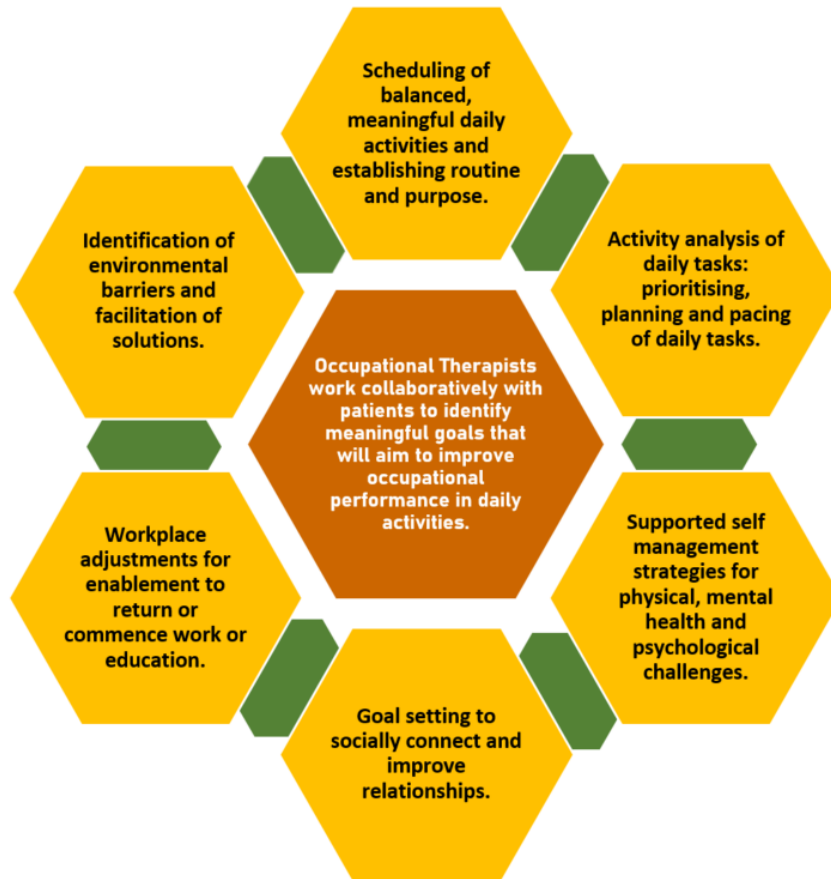 Scheduling of
balanced,
meaningful daily
activities and
establishing routine
and purpose.
Identification of
environmental
barriers and
facilitation of
solutions.
Activity analysis of
daily tasks:
prioritising,
planning and pacing
of daily tasks.
Occupational Therapists
work collaboratively with
patients to identify
meaningful goals that
will aim to improve
occupational
performance in daily
activities.
Workplace
adjustments for
enablement to
return or
commence work or
education.
Supported self
management
strategies for
physical, mental
health and
psychological
challenges.
Goal setting to
socially connect and
improve
relationships.